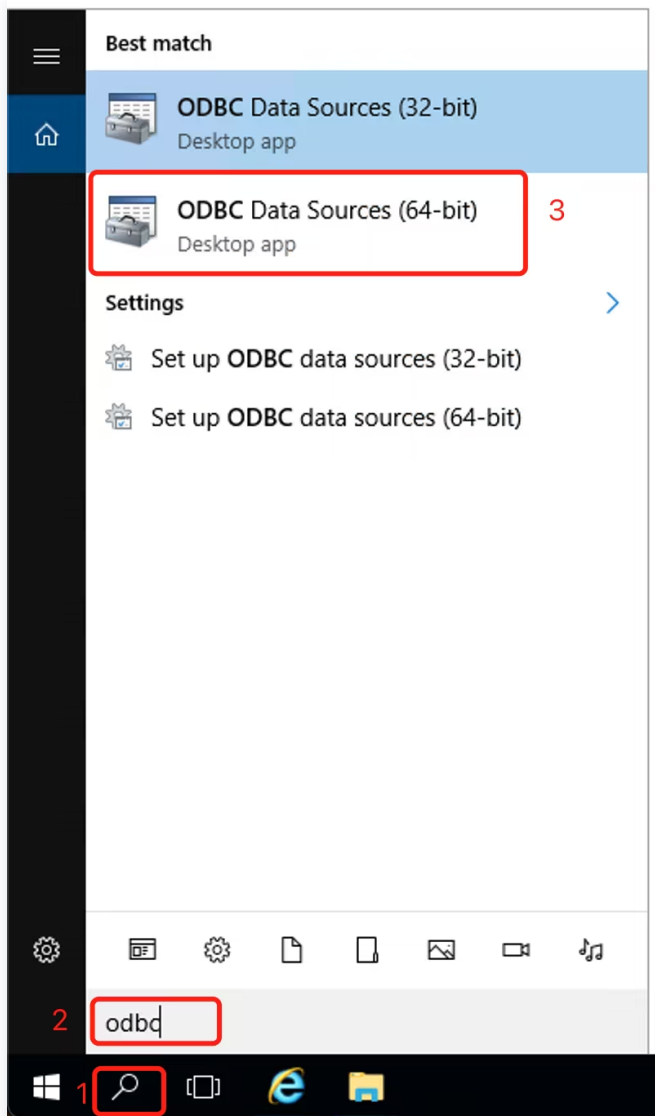 Best match
ODBC Data Sources (32-bit)
Desktop app
ODBC Data Sources (64-bit)
Desktop app
3
Settings
Set up ODBC data sources (32-bit)
Set up ODBC data sources (64-bit)
2
odbc
1